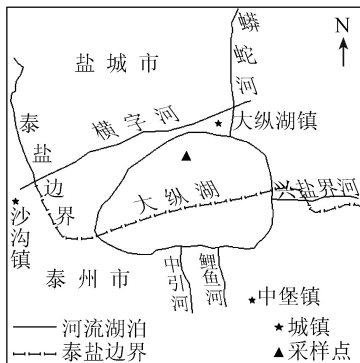 N
盐城市
蟒蛇河
横字河
大纵湖镇
泰盐边界
大纵湖
兴盐界河
沙沟镇
泰州市
中引河
鲤鱼河
中堡镇
河流湖泊
城镇
泰盐边界
采样点